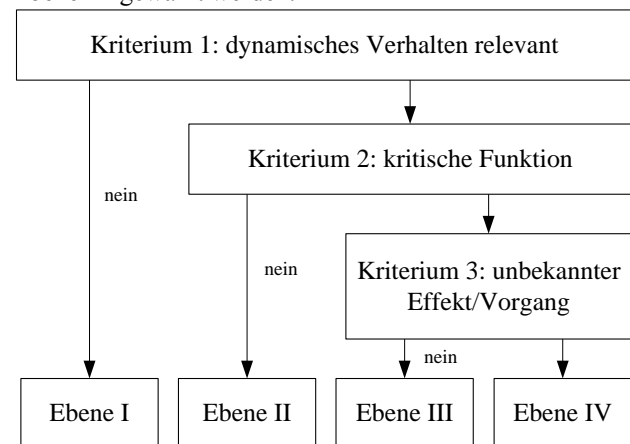 Kriterium 1: dynamisches Verhalten relevant
Kriterium 2: kritische Funktion
nein
nein
Kriterium 3: unbekannter
Effekt/Vorgang
nein
Ebene I
Ebene II
Ebene III
Ebene IV